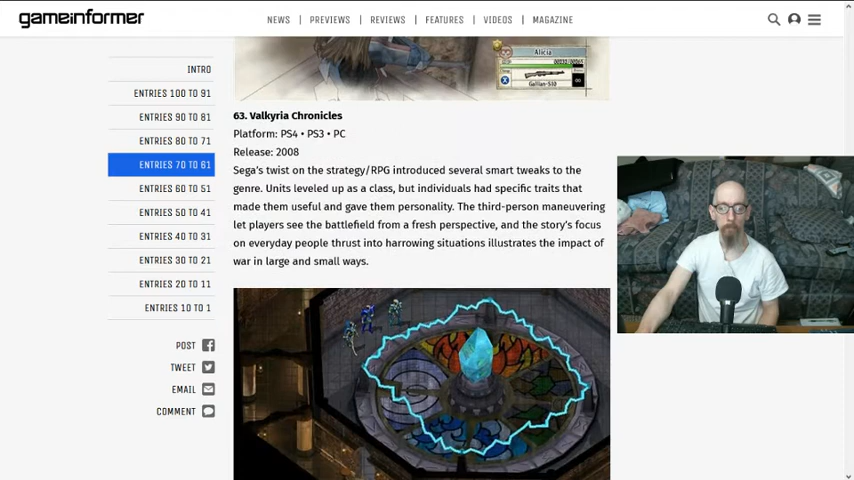 gameinformer
NEWS | PREVIEWS | REVIEWS | FEATURES | VIDEOS | MAGAZINE
INTRO
ENTRIES 100 TO 91
ENTRIES 90 TO 81
ENTRIES 80 TO 71
ENTRIES 70 TO 61
ENTRIES 60 TO 51
ENTRIES 50 TO 41
ENTRIES 40 TO 31
ENTRIES 30 TO 21
ENTRIES 20 TO 11
ENTRIES 10 TO 1
POST
TWEET
EMAIL
COMMENT
Alicia
Gallian-S10
63. Valkyria Chronicles
Platform: PS4 • PS3 • PC
Release: 2008
Sega's twist on the strategy/RPG introduced several smart tweaks to the
genre. Units leveled up as a class, but individuals had specific traits that
made them useful and gave them personality. The third-person maneuvering
let players see the battlefield from a fresh perspective, and the story's focus
on everyday people thrust into harrowing situations illustrates the impact of
war in large and small ways.